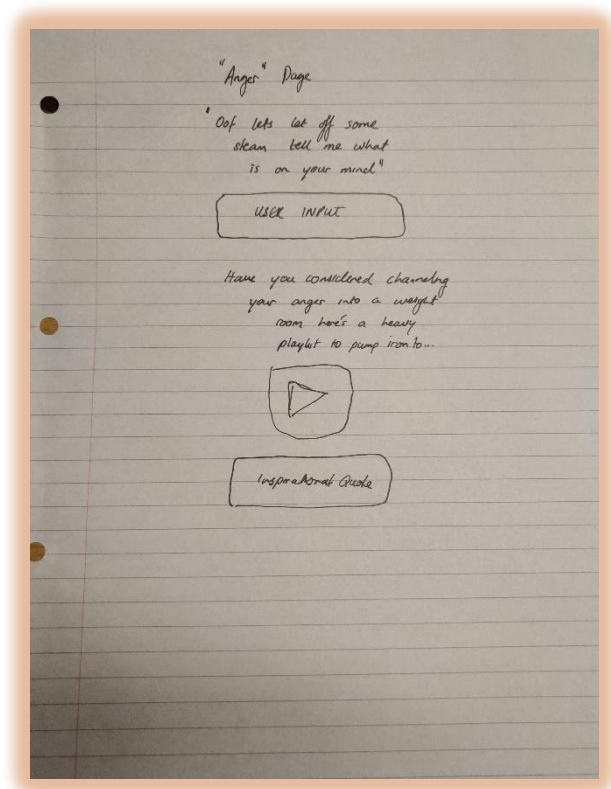 "Anger" Page
"Oof lets let off some
steam tell me what
is on your mind"
USER INPUT
Have you considered channeling
your anger into a weight
room here's a heavy
playlist to pump iron to...
Inspirational Quote